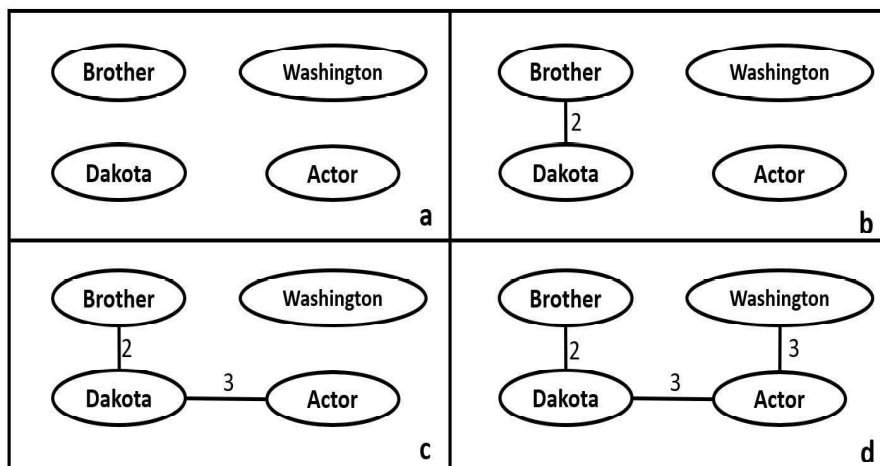 Brother Washington
Dakota Actor
a
Brother Washington
2
Dakota Actor
b
Brother Washington
2
Dakota 3 Actor
c
Brother Washington
2 3
Dakota 3 Actor
d